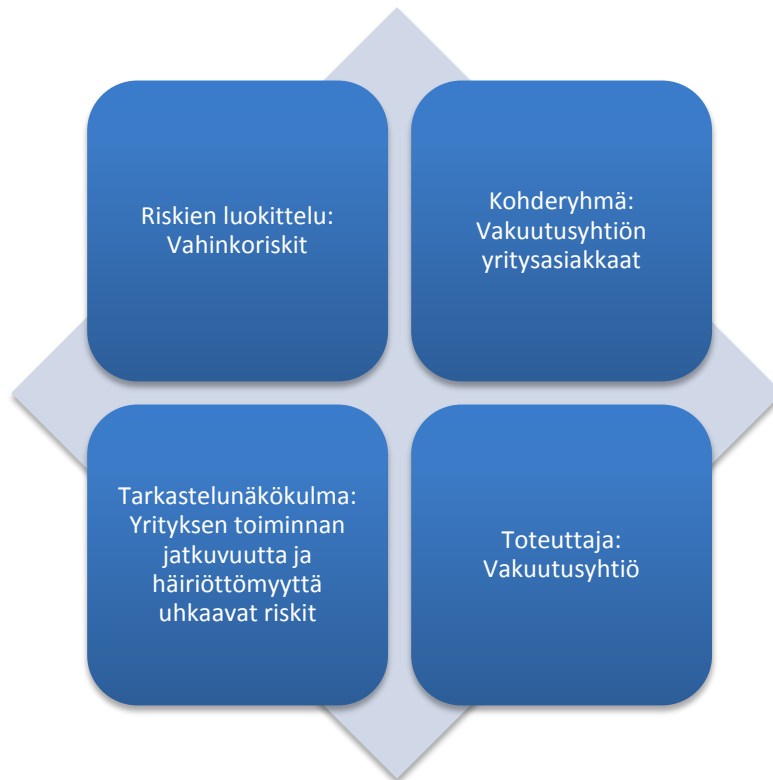 Riskien luokittelu:
Vahinkoriskit
Kohderyhmä:
Vakuutusyhtiön
yritysasiakkaat
Tarkastelunäkökulma:
Yrityksen toiminnan
jatkuvuutta ja
häiriöttömyyttä
uhkaavat riskit
Toteuttaja:
Vakuutusyhtiö